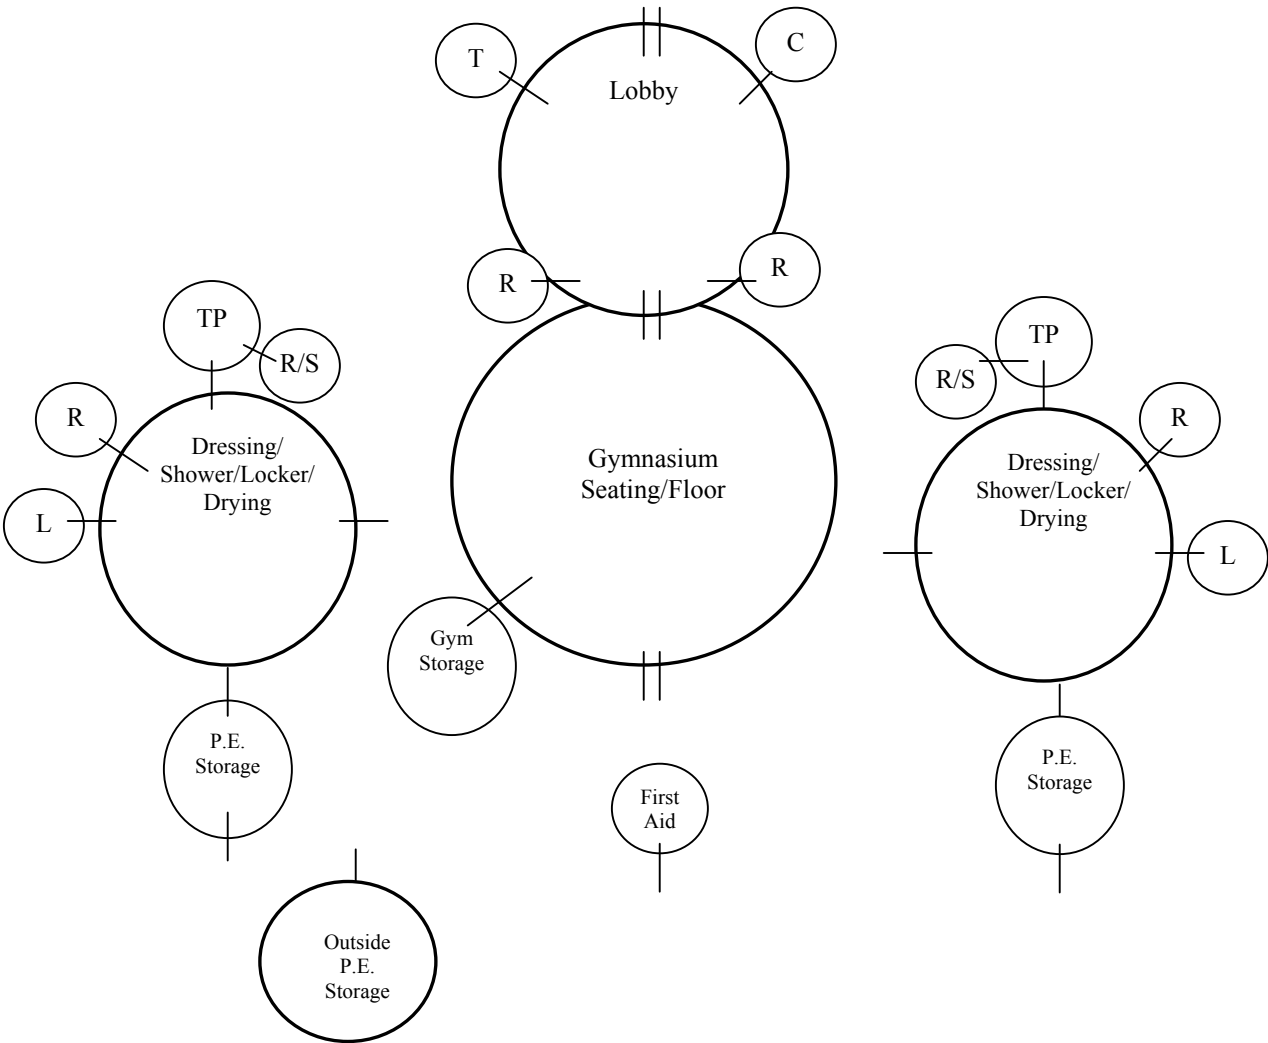 T
C
Lobby
R
R
TP
R/S
R
Dressing/
Shower/Locker/
Drying
L
Gymnasium
Seating/Floor
TP
R/S
R
Dressing/
Shower/Locker/
Drying
L
Gym
Storage
P.E.
Storage
First
Aid
P.E.
Storage
Outside
P.E.
Storage